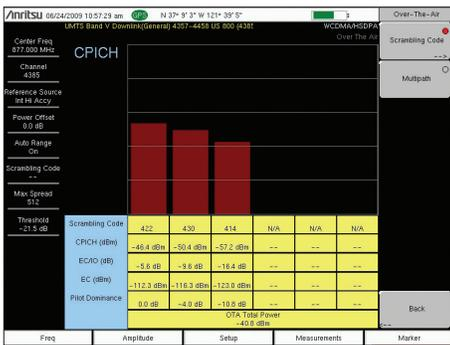 Anritsu 06/24/2009 10:57:29 am GPS N 37° 9' 3" W 121° 39' 5" Over-The-Air
UMTS Band V Downlink(General) 4357-4458 US 800 (4385 WCDMA/HSDPA
Over The Air
Center Freq
877.000 MHz
Channel
4385
Reference Source
Int Hi Accy
Power Offset
0.0 dB
Auto Range
On
Scrambling Code
--
Max Spread
512
Threshold
-21.5 dB
CPICH
Scrambling Code 422 430 414 N/A N/A N/A
CPICH (dBm) -46.4 dBm -50.4 dBm -57.2 dBm -- -- --
EC/IO (dB) -5.6 dB -9.6 dB -16.4 dB -- -- --
EC (dBm) -112.3 dBm -116.3 dBm -123.0 dBm -- -- --
Pilot Dominance 0.0 dB -4.0 dB -10.8 dB -- -- --
OTA Total Power
-40.8 dBm
Scrambling Code
-->
Multipath
Back
<--
Freq Amplitude Setup Measurements Marker